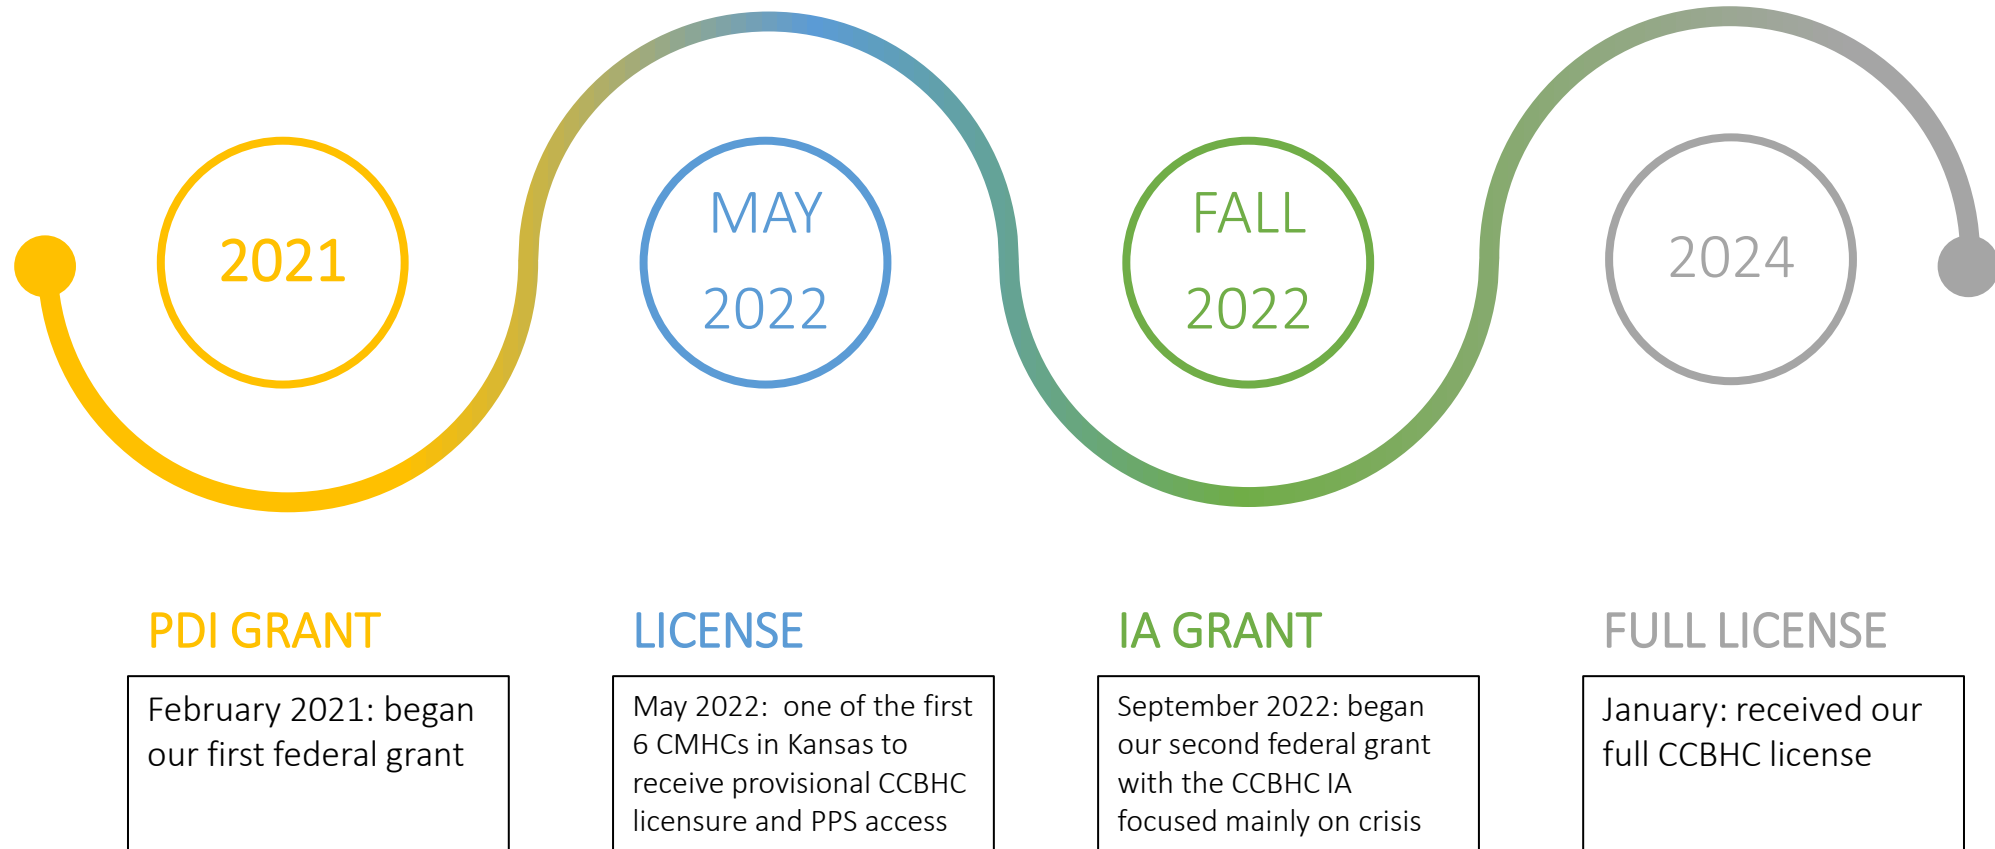 2021
MAY
2022
FALL
2022
2024
PDI GRANT
February 2021: began
our first federal grant
LICENSE
May 2022:  one of the first
6 CMHCs in Kansas to
receive provisional CCBHC
licensure and PPS access
IA GRANT
September 2022: began
our second federal grant
with the CCBHC IA
focused mainly on crisis
FULL LICENSE
January: received our
full CCBHC license